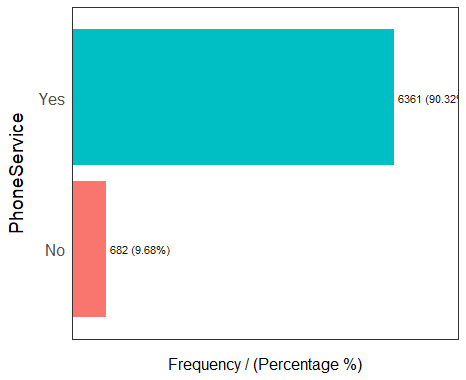 PhoneService
Yes
6361 (90.32%
No
682 (9.68%)
Frequency / (Percentage %)